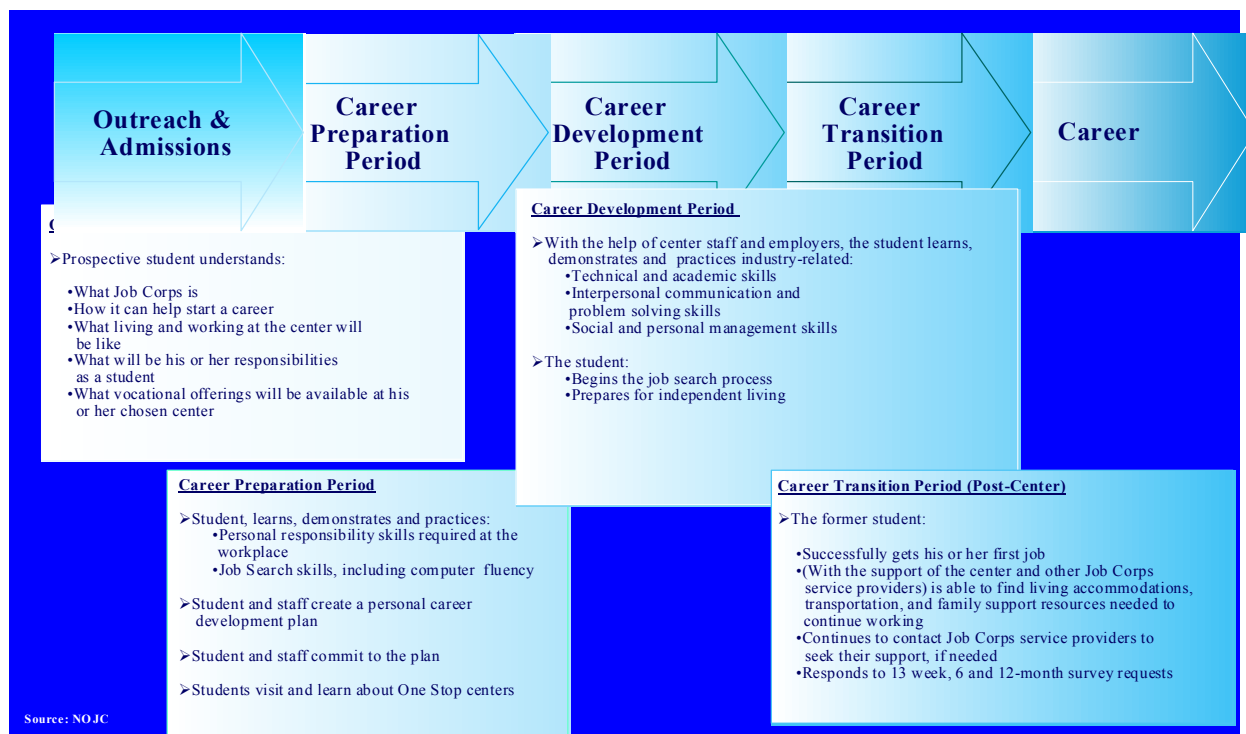 Outreach &
Admissions
Career
Preparation
Period
Career
Development
Period
Career
Transition
Period
Career
➢Prospective student understands:
•What Job Corps is
•How it can help start a career
•What living and working at the center will
be like
•What will be his or her responsibilities
as a student
•What vocational offerings will be available at his
or her chosen center
Career Development Period
➢With the help of center staff and employers, the student learns,
demonstrates and practices industry-related:
•Technical and academic skills
•Interpersonal communication and
problem solving skills
•Social and personal management skills
➢The student:
•Begins the job search process
•Prepares for independent living
Career Preparation Period
➢Student, learns, demonstrates and practices:
•Personal responsibility skills required at the
workplace
•Job Search skills, including computer fluency
➢Student and staff create a personal career
development plan
➢Student and staff commit to the plan
➢Students visit and learn about One Stop centers
Career Transition Period (Post-Center)
➢The former student:
•Successfully gets his or her first job
•(With the support of the center and other Job Corps
service providers) is able to find living accommodations,
transportation, and family support resources needed to
continue working
•Continues to contact Job Corps service providers to
seek their support, if needed
•Responds to 13 week, 6 and 12-month survey requests
Source: NOJC